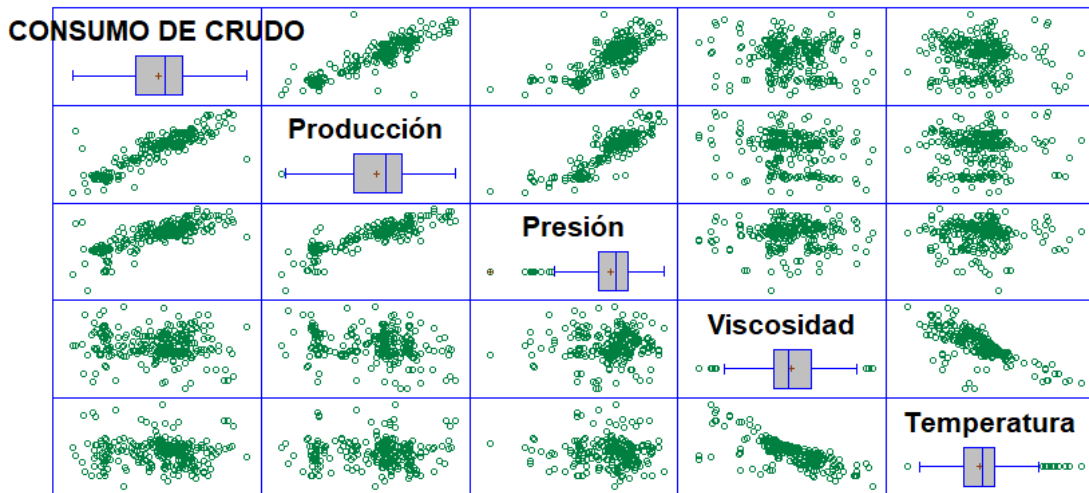 CONSUMO DE CRUDO
Producción
Presión
Viscosidad
Temperatura